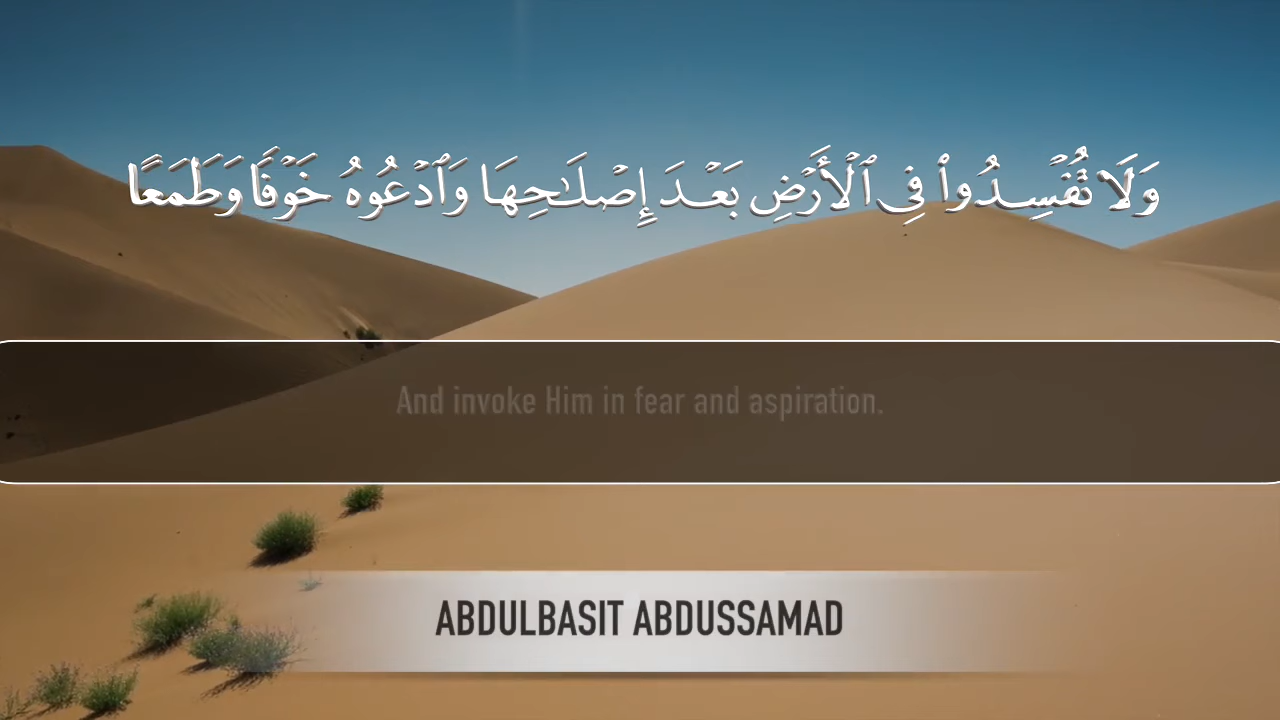 وَلَا تُفْسِدُوا۟ فِى ٱلْأَرْضِ بَعْدَ إِصْلَـٰحِهَا وَٱدْعُوهُ خَوْفًا وَطَمَعًا
And invoke Him in fear and aspiration.
ABDULBASIT ABDUSSAMAD